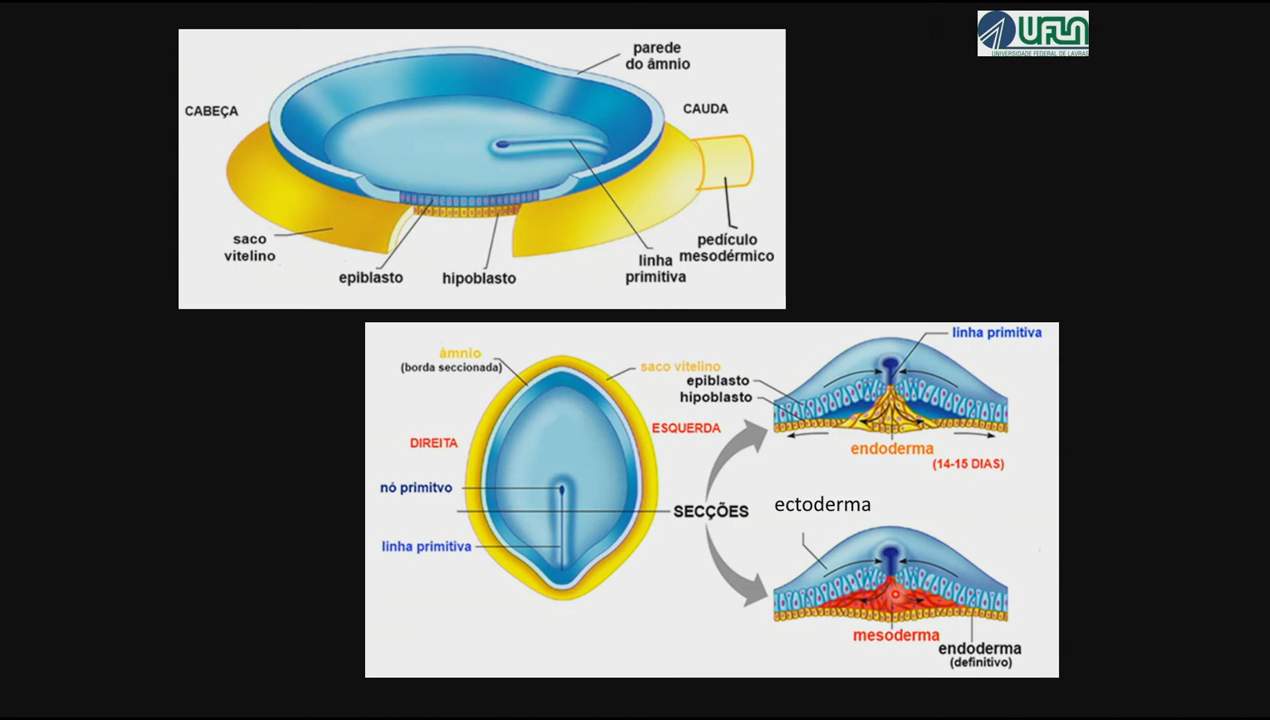 UFLA
UNIVERSIDADE FEDERAL DE LAVRAS
parede
do âmnio
CABEÇA
CAUDA
saco
vitelino
epiblasto
hipoblasto
linha
primitiva
pedículo
mesodérmico
âmnio
(borda seccionada)
saco vitelino
DIREITA
ESQUERDA
nó primitvo
linha primitiva
SECÇÕES
linha primitiva
epiblasto
hipoblasto
endoderma
(14-15 DIAS)
ectoderma
mesoderma
endoderma
(definitivo)